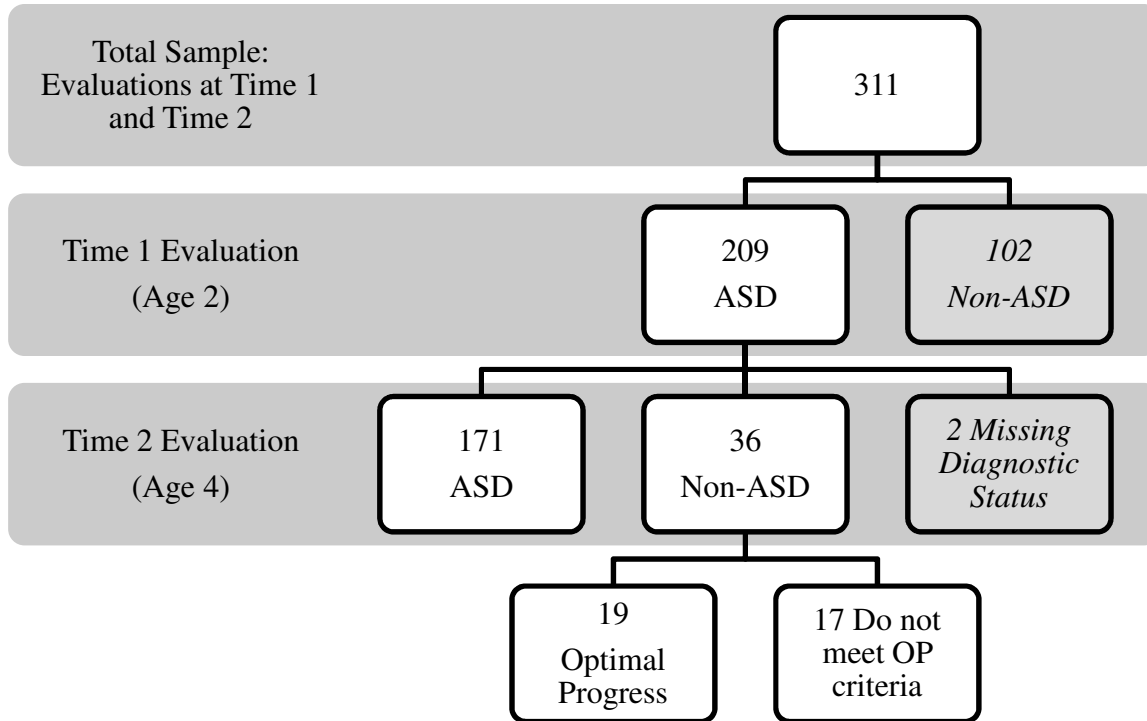 Total Sample:
Evaluations at Time 1
and Time 2
311
Time 1 Evaluation
(Age 2)
209
ASD
102
Non-ASD
Time 2 Evaluation
(Age 4)
171
ASD
36
Non-ASD
2 Missing
Diagnostic
Status
19
Optimal
Progress
17 Do not
meet OP
criteria